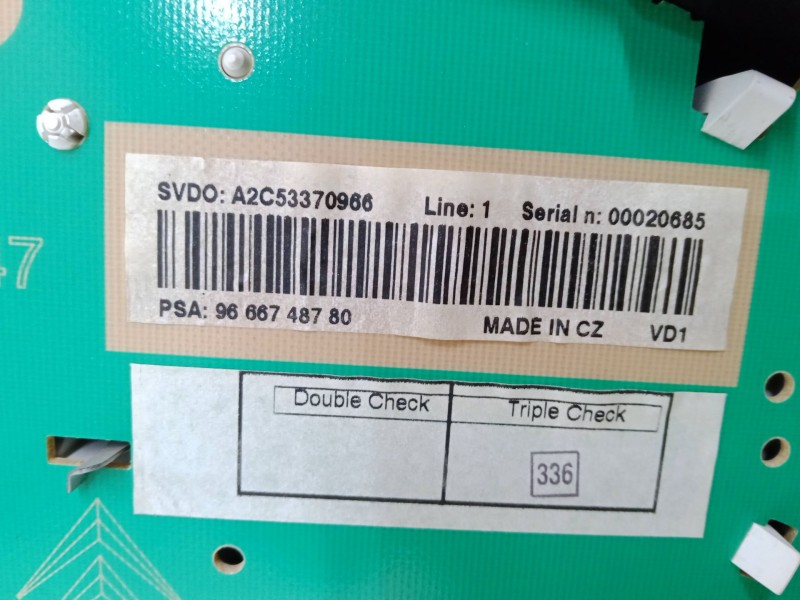 SVDO: A2C53370966 Line: 1 Serial n: 00020685
47
PSA: 96 667 487 80 MADE IN CZ VD1
Double Check Triple Check
336